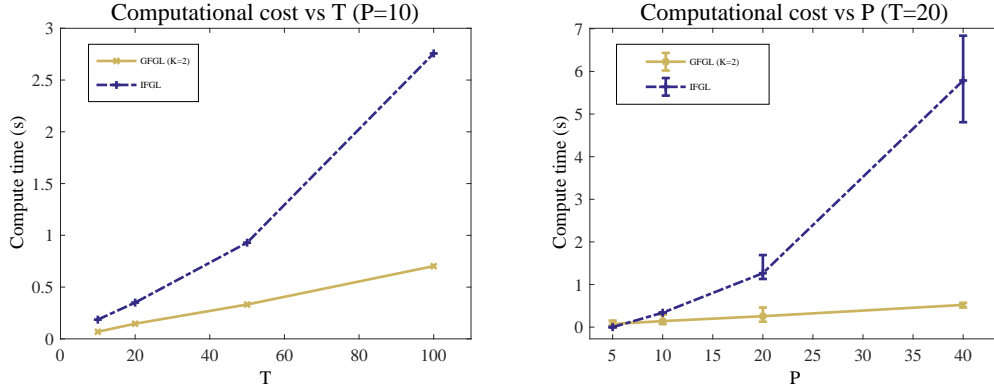 Computational cost vs T (P=10)
3
2.5
2
1.5
1
0.5
0
Compute time (s)
GFGL (K=2)
IFGL
0
20
40
60
80
100
T
Computational cost vs P (T=20)
7
6
5
4
3
2
1
0
Compute time (s)
GFGL (K=2)
IFGL
5
10
15
20
25
30
35
40
P